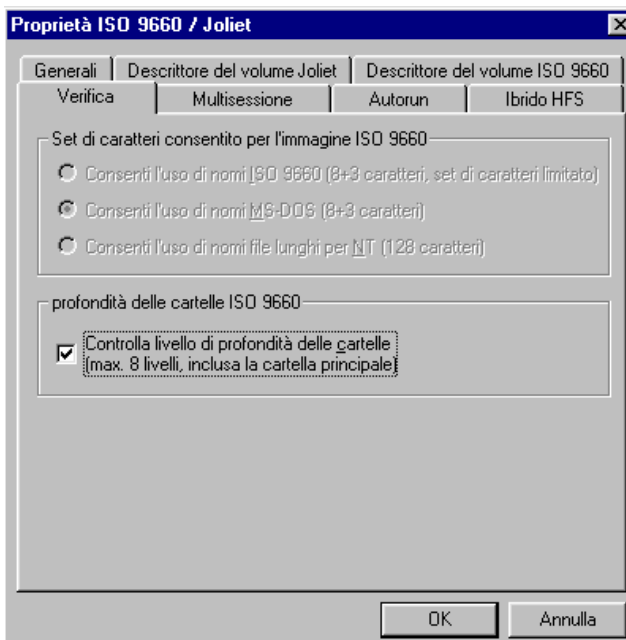 Proprietà ISO 9660 / Joliet
Generali
Descrittore del volume Joliet
Descrittore del volume ISO 9660
Verifica
Multisessione
Autorun
Ibrido HFS
Set di caratteri consentito per l'immagine ISO 9660
Consenti l'uso di nomi ISO 9660 (8+3 caratteri, set di caratteri limitato)
Consenti l'uso di nomi MS-DOS (8+3 caratteri)
Consenti l'uso di nomi file lunghi per NT (128 caratteri)
profondità delle cartelle ISO 9660
Controlla livello di profondità delle cartelle
(max. 8 livelli, inclusa la cartella principale)
OK
Annulla